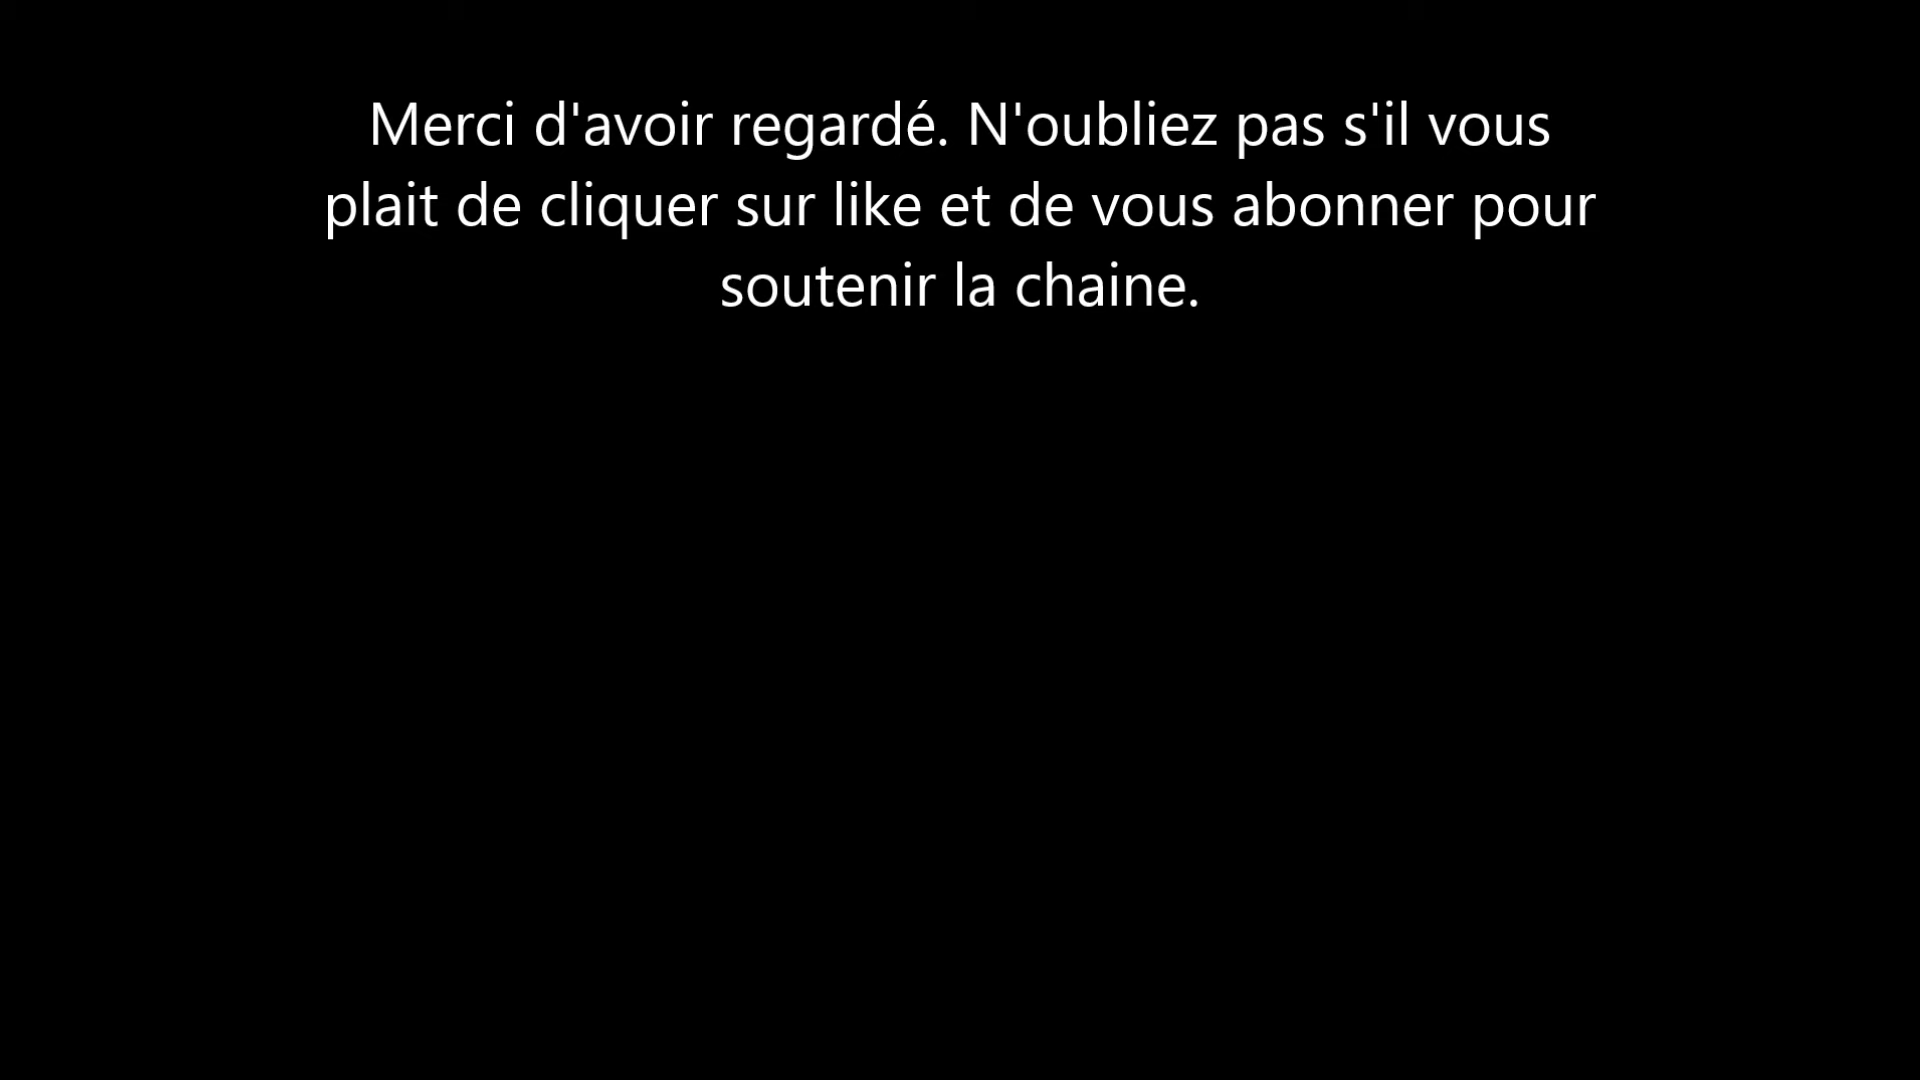 Merci d'avoir regardé. N'oubliez pas s'il vous
plait de cliquer sur like et de vous abonner pour
soutenir la chaine.